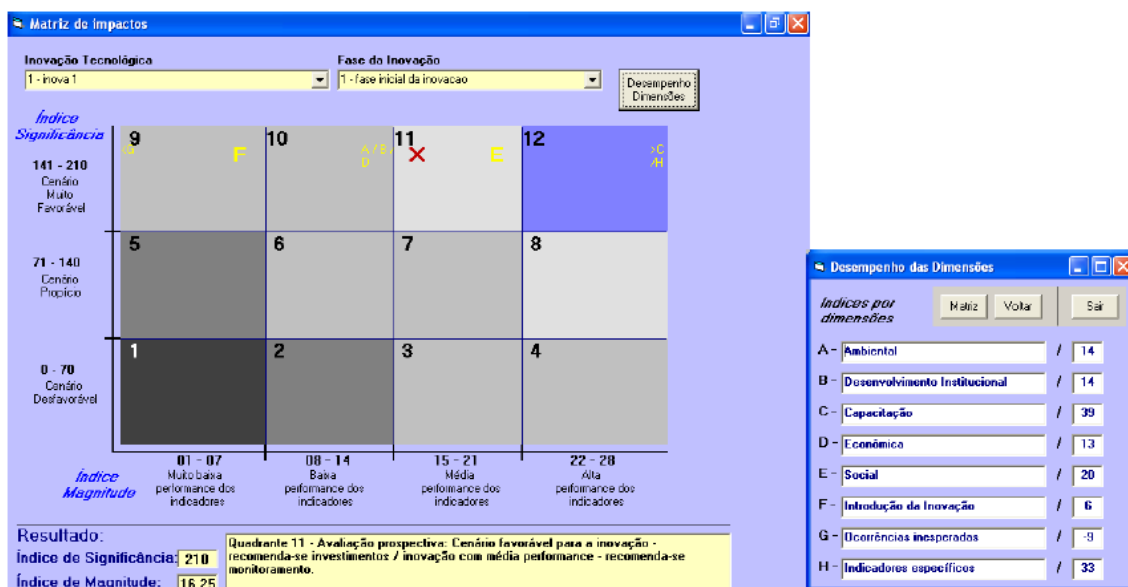 Matriz de Impactos
Inovação Tecnológica
Fase da Inovação
1 - inova 1
1 - fase inicial da inovacao
Desempenho
Dimensões
Índice
Significância
141 - 210
Cenário
Muito
Favorável
71 - 140
Cenário
Propício
0 - 70
Cenário
Desfavorável
9
<G
F
10
A / B /
D
11
E
12
>C
/H
5
6
7
8
1
2
3
4
Índice
Magnitude
01 - 07
Muito baixa
performance dos
indicadores
08 - 14
Baixa
performance dos
indicadores
15 - 21
Média
performance dos
indicadores
22 - 28
Alta
performance dos
indicadores
Resultado:
Índice de Significância: 210
Índice de Magnitude: 16,25
Quadrante 11 - Avaliação prospectiva: Cenário favorável para a inovação -
recomenda-se investimentos / inovação com média performance - recomenda-se
monitoramento.
Desempenho das Dimensões
Indices por
dimensões
Matriz
Voltar
Sair
A - Ambiental / 14
B - Desenvolvimento Institucional / 14
C - Capacitação / 39
D - Econômica / 13
E - Social / 20
F - Introdução da Inovação / 6
G - Ocorrências inesperadas / -9
H - Indicadores específicos / 33